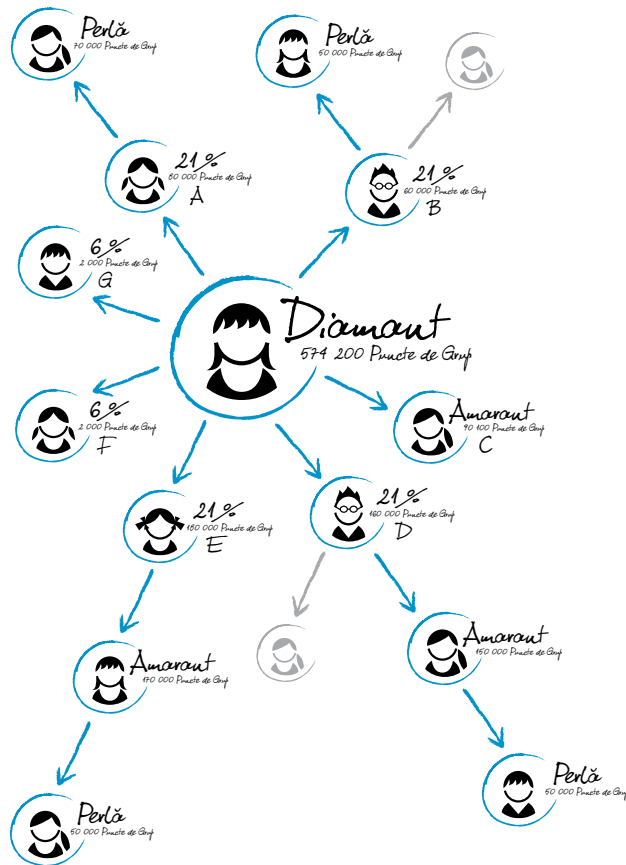 Perlă
70 000 Puncte de Grup
Perlă
50 000 Puncte de Grup
21 %
80 000 Puncte de Grup
A
21 %
60 000 Puncte de Grup
B
6 %
2 000 Puncte de Grup
G
Diamant
574 200 Puncte de Grup
6 %
2 000 Puncte de Grup
F
Amarant
90 100 Puncte de Grup
C
21 %
180 000 Puncte de Grup
E
21 %
160 000 Puncte de Grup
D
Amarant
170 000 Puncte de Grup
Amarant
150 000 Puncte de Grup
Perlă
50 000 Puncte de Grup
Perlă
50 000 Puncte de Grup